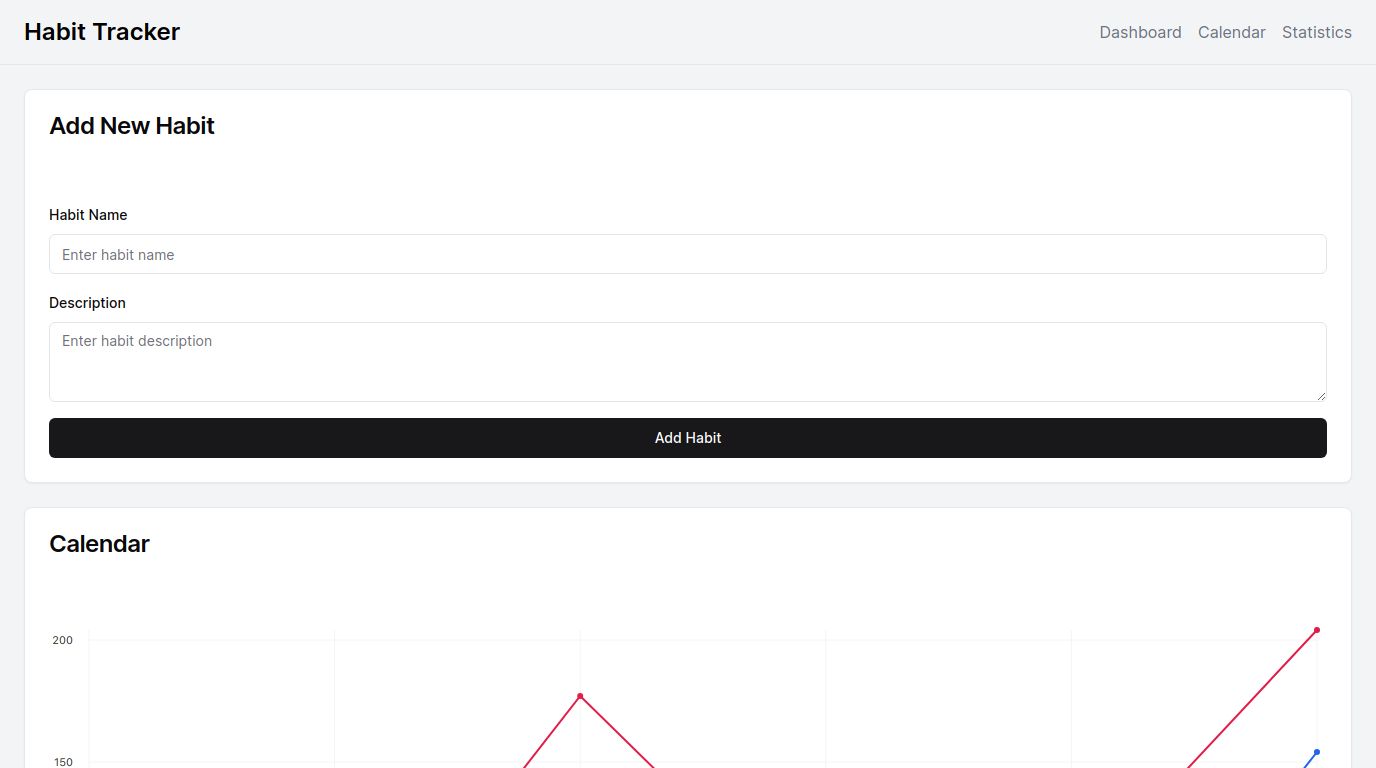 Habit Tracker
Dashboard Calendar Statistics
Add New Habit
Habit Name
Enter habit name
Description
Enter habit description
Add Habit
Calendar
200
150